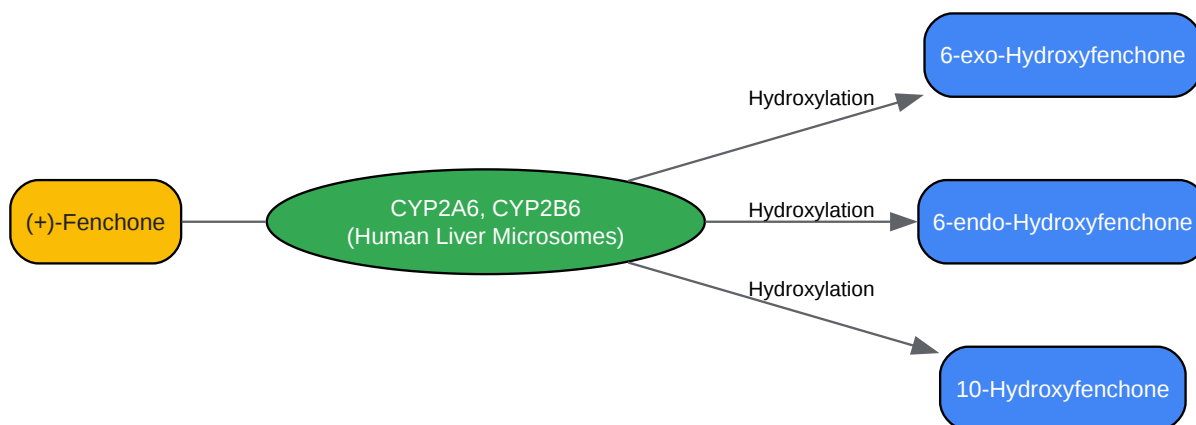 6-exo-Hydroxyfenchone
Hydroxylation
(+)-Fenchone
CYP2A6, CYP2B6
(Human Liver Microsomes)
Hydroxylation
6-endo-Hydroxyfenchone
Hydroxylation
10-Hydroxyfenchone